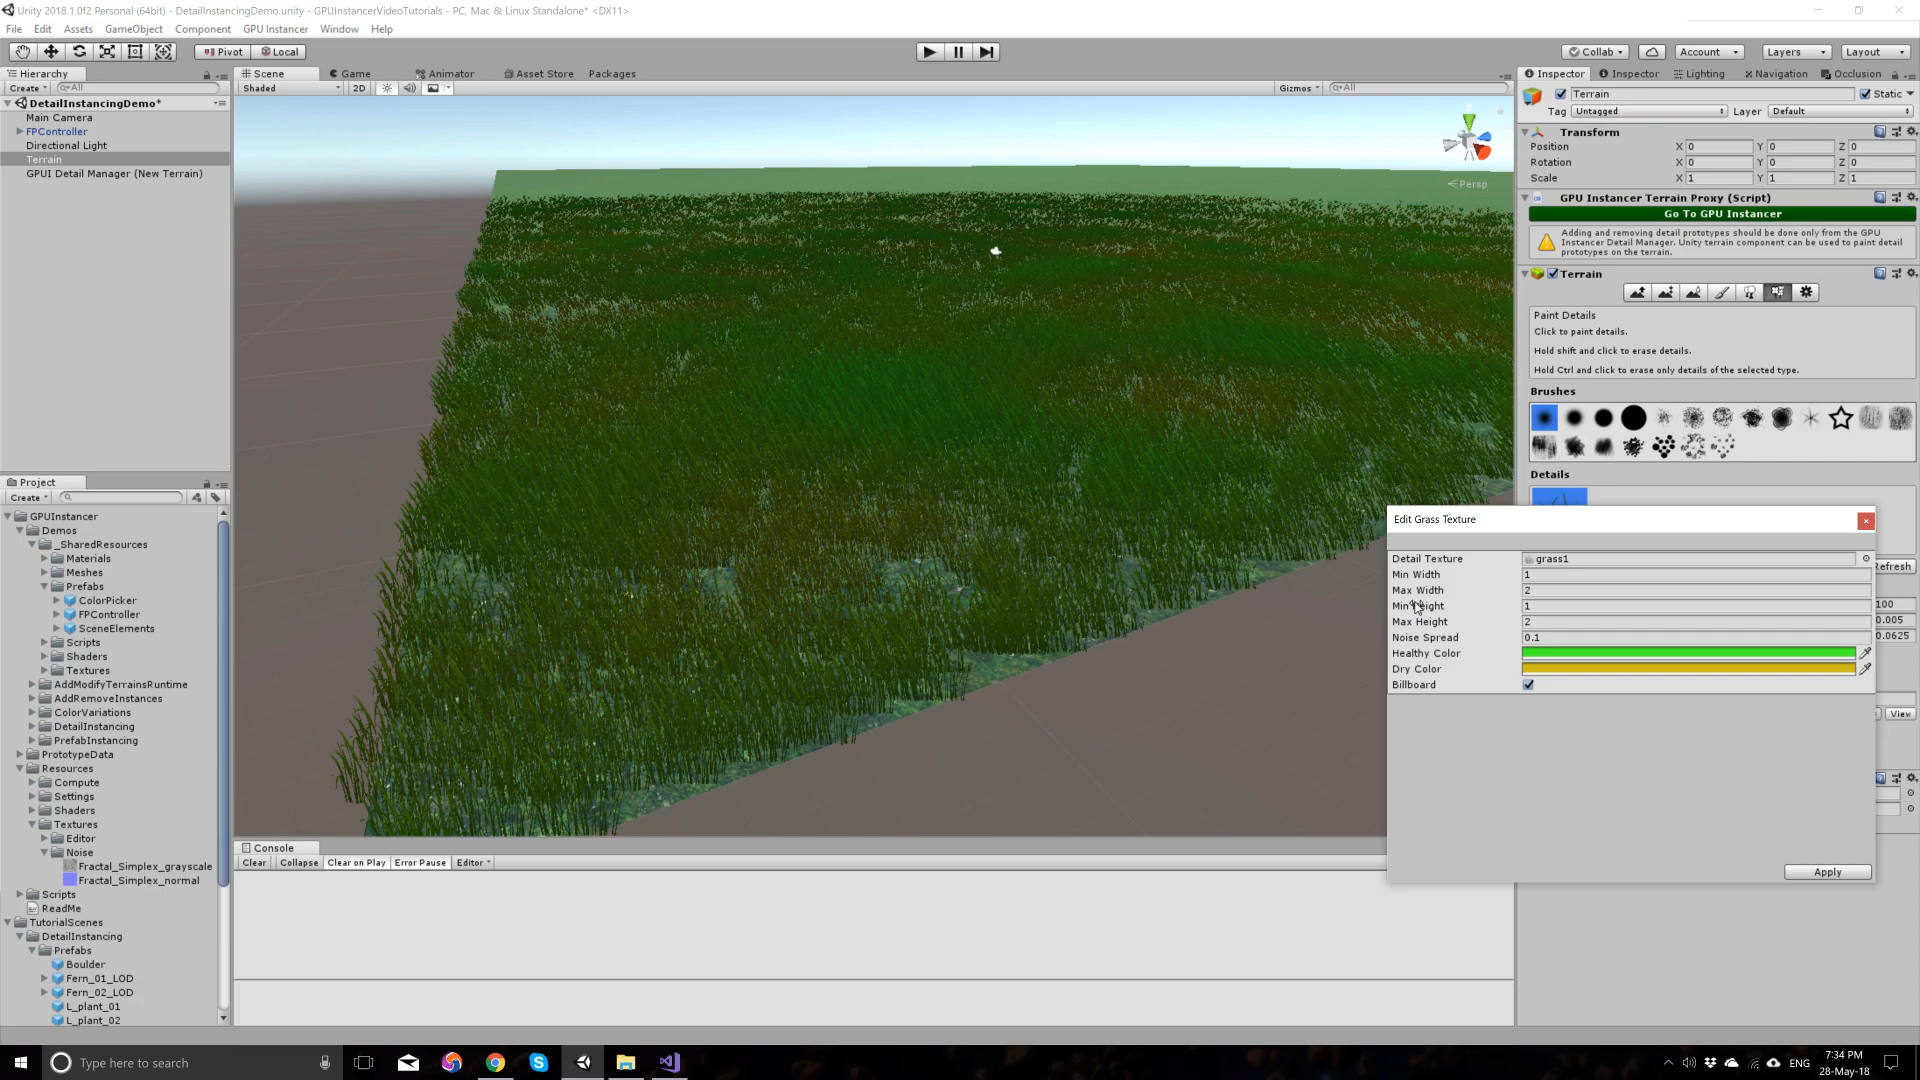 Unity 2018.1.0f2 Personal (64bit) - DetailInstancingDemo.unity - GPUInstancerVideoTutorials - PC, Mac & Linux Standalone* <DX11>
File Edit Assets GameObject Component GPU Instancer Window Help
Pivot Local Collab Account Layers Layout
Hierarchy
Create All
DetailInstancingDemo*
Main Camera
FPController
Directional Light
Terrain
GPUI Detail Manager (New Terrain)
Scene Game Animator Asset Store Packages
Shaded 2D Gizmos All
Persp
Project
Create
GPUInstancer
Demos
_SharedResources
Materials
Meshes
Prefabs
ColorPicker
FPController
SceneElements
Scripts
Shaders
Textures
AddModifyTerrainsRuntime
AddRemoveInstances
ColorVariations
DetailInstancing
PrefabInstancing
PrototypeData
Resources
Compute
Settings
Shaders
Textures
Editor
Noise
Fractal_Simplex_grayscale
Fractal_Simplex_normal
Scripts
ReadMe
TutorialScenes
DetailInstancing
Prefabs
Boulder
Fern_01_LOD
Fern_02_LOD
L_plant_01
L_plant_02
Console
Clear Collapse Clear on Play Error Pause Editor
Inspector Inspector Lighting Navigation Occlusion
Terrain Static
Tag Untagged Layer Default
Transform
Position X 0 Y 0 Z 0
Rotation X 0 Y 0 Z 0
Scale X 1 Y 1 Z 1
GPU Instancer Terrain Proxy (Script)
Go To GPU Instancer
Adding and removing detail prototypes should be done only from the GPU
Instancer Detail Manager. Unity terrain component can be used to paint detail
prototypes on the terrain.
Terrain
Paint Details
Click to paint details.
Hold shift and click to erase details.
Hold Ctrl and click to erase only details of the selected type.
Brushes
Details
Refresh
100
0.005
0.0625
View
Edit Grass Texture
Detail Texture grass1
Min Width 1
Max Width 2
Min Height 1
Max Height 2
Noise Spread 0.1
Healthy Color
Dry Color
Billboard
Apply
Type here to search
ENG
7:34 PM
28-May-18